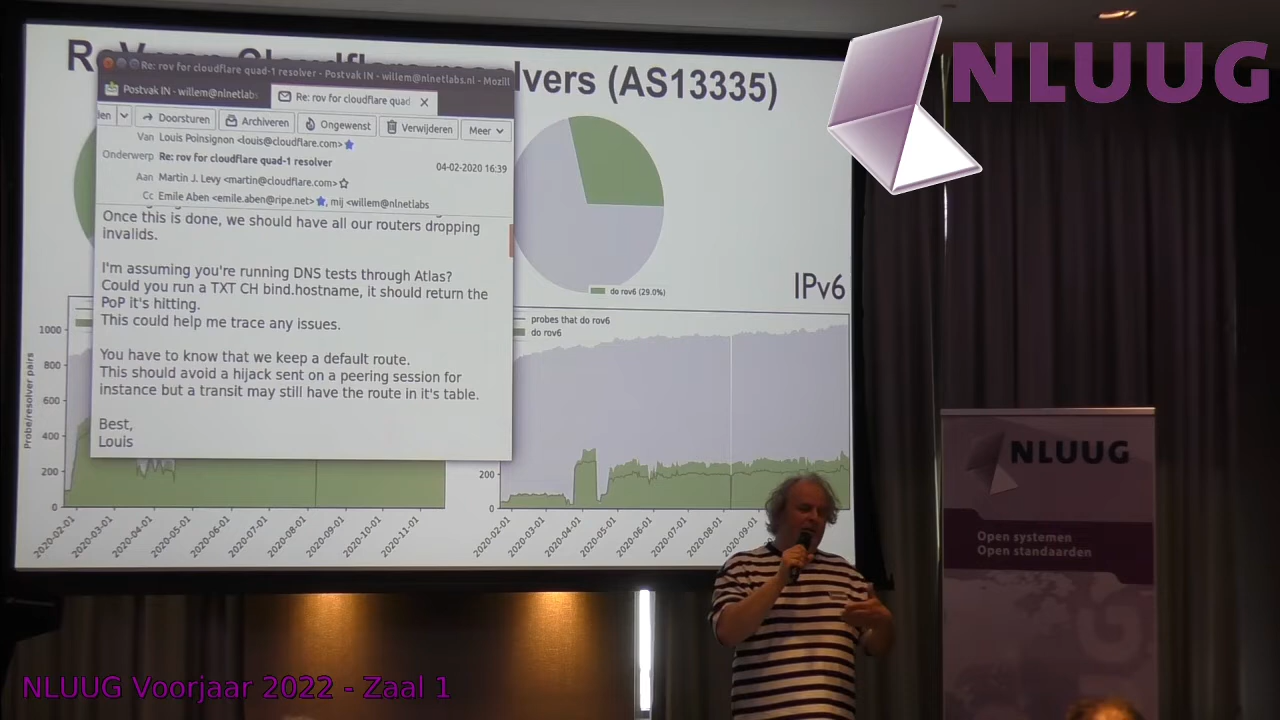 lvers (AS13335)
NLUUG
Re: rov for cloudflare quad-1 resolver - Postvak IN - willem@nlnetlabs.nl - Mozill
Postvak IN - willem@nlnetlabs
Re: rov for cloudflare quad
Doorsturen
Archiveren
Ongewenst
Verwijderen
Meer
Van Louis Poinsignon <louis@cloudflare.com>
Onderwerp Re: rov for cloudflare quad-1 resolver
04-02-2020 16:39
Aan Martin J. Levy <martin@cloudflare.com>
Cc Emile Aben <emile.aben@ripe.net>, mij <willem@nlnetlabs
Once this is done, we should have all our routers dropping
invalids.
I'm assuming you're running DNS tests through Atlas?
Could you run a TXT CH bind.hostname, it should return the
PoP it's hitting.
This could help me trace any issues.
You have to know that we keep a default route.
This should avoid a hijack sent on a peering session for
instance but a transit may still have the route in it's table.
Best,
Louis
do rov6 (29.0%)
IPv6
probes that do rov6
do rov6
Probe/resolver pairs
1000
800
600
400
200
0
2020-02-01
2020-03-01
2020-04-01
2020-05-01
2020-06-01
2020-07-01
2020-08-01
2020-09-01
2020-10-01
2020-11-01
200
0
2020-02-01
2020-03-01
2020-04-01
2020-05-01
2020-06-01
2020-07-01
2020-08-01
2020-09-01
NLUUG
Open systemen
Open standaarden
NLUUG Voorjaar 2022 - Zaal 1